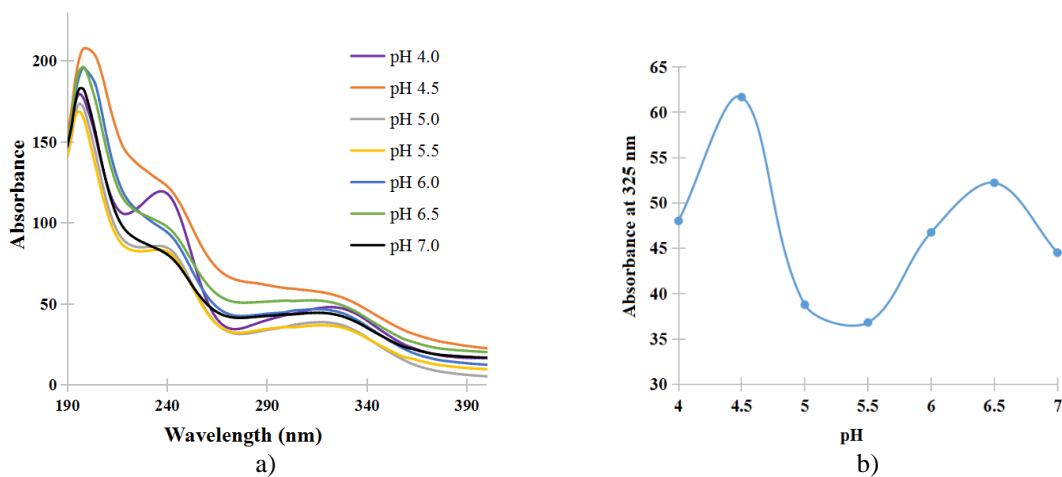 200
150
100
50
0
190
240
290
340
390
Absorbance
Wavelength (nm)
pH 4.0
pH 4.5
pH 5.0
pH 5.5
pH 6.0
pH 6.5
pH 7.0
a)
65
60
55
50
45
40
35
30
4
4.5
5
5.5
6
6.5
7
Absorbance at 325 nm
pH
b)